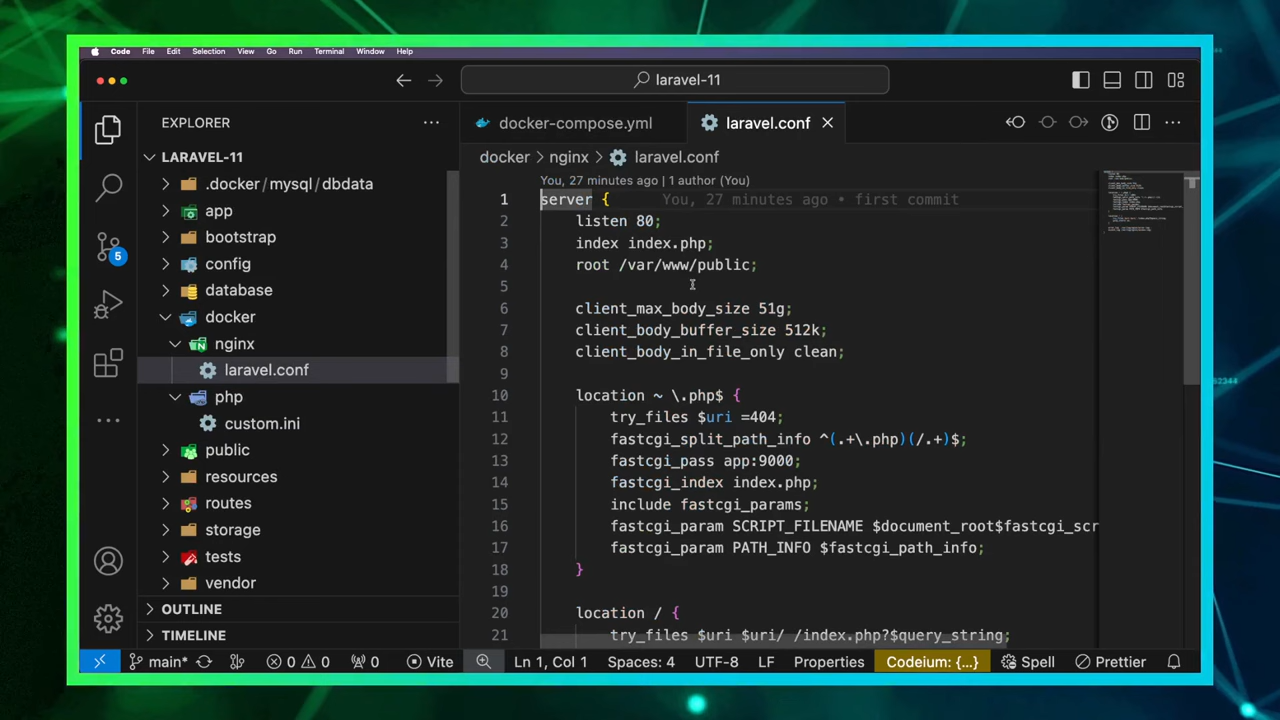 Code File Edit Selection View Go Run Terminal Window Help
laravel-11
EXPLORER
LARAVEL-11
.docker/mysql/dbdata
app
bootstrap
config
database
docker
nginx
laravel.conf
php
custom.ini
public
resources
routes
storage
tests
vendor
OUTLINE
TIMELINE
5
docker-compose.yml
laravel.conf
docker > nginx > laravel.conf
You, 27 minutes ago | 1 author (You)
1 server { You, 27 minutes ago • first commit
2 listen 80;
3 index index.php;
4 root /var/www/public;
5
6 client_max_body_size 51g;
7 client_body_buffer_size 512k;
8 client_body_in_file_only clean;
9
10 location ~ \.php$ {
11 try_files $uri =404;
12 fastcgi_split_path_info ^(.+\.php)(/.+)$;
13 fastcgi_pass app:9000;
14 fastcgi_index index.php;
15 include fastcgi_params;
16 fastcgi_param SCRIPT_FILENAME $document_root$fastcgi_scr
17 fastcgi_param PATH_INFO $fastcgi_path_info;
18 }
19
20 location / {
21 try_files $uri $uri/ /index.php?$query_string;
main* 0 0 0 Vite Ln 1, Col 1 Spaces: 4 UTF-8 LF Properties Codeium: {...} Spell Prettier